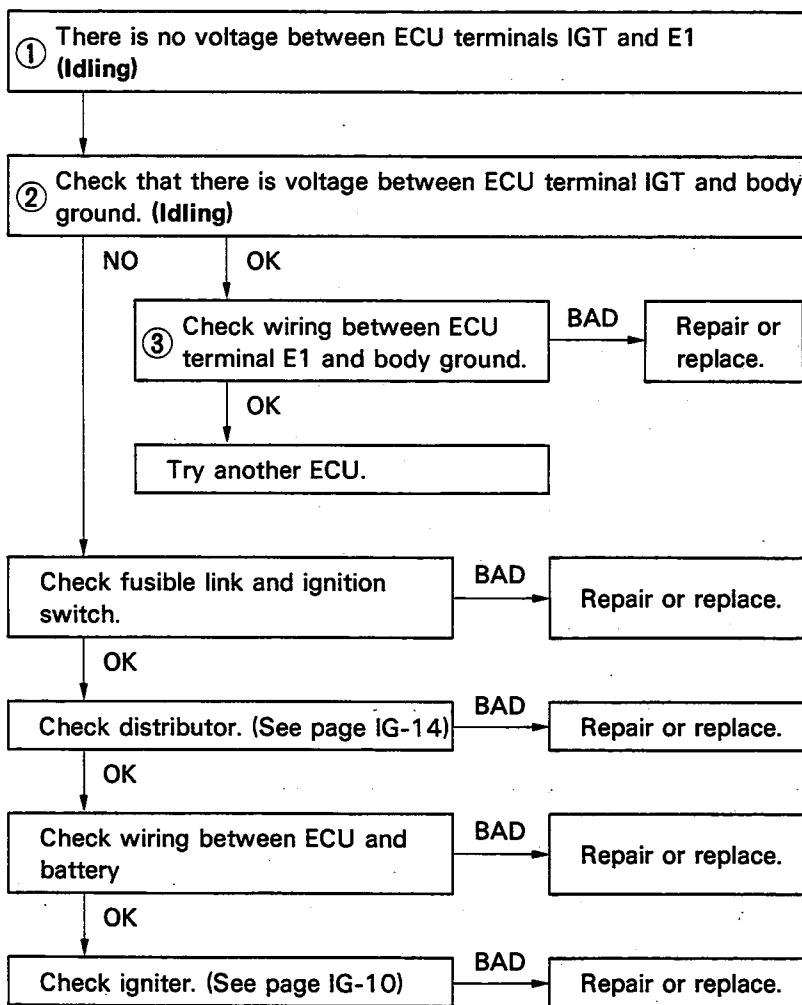 ① There is no voltage between ECU terminals IGT and E1
(Idling)
② Check that there is voltage between ECU terminal IGT and body
ground. (Idling)
NO OK
③ Check wiring between ECU
terminal E1 and body ground.
BAD
Repair or
replace.
OK
Try another ECU.
Check fusible link and ignition
switch.
BAD
Repair or replace.
OK
Check distributor. (See page IG-14)
BAD
Repair or replace.
OK
Check wiring between ECU and
battery
BAD
Repair or replace.
OK
Check igniter. (See page IG-10)
BAD
Repair or replace.